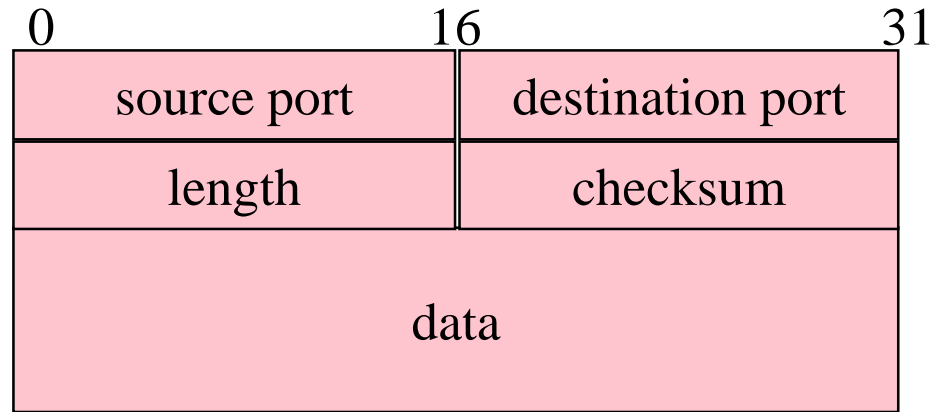 0 16 31
source port destination port
length checksum
data